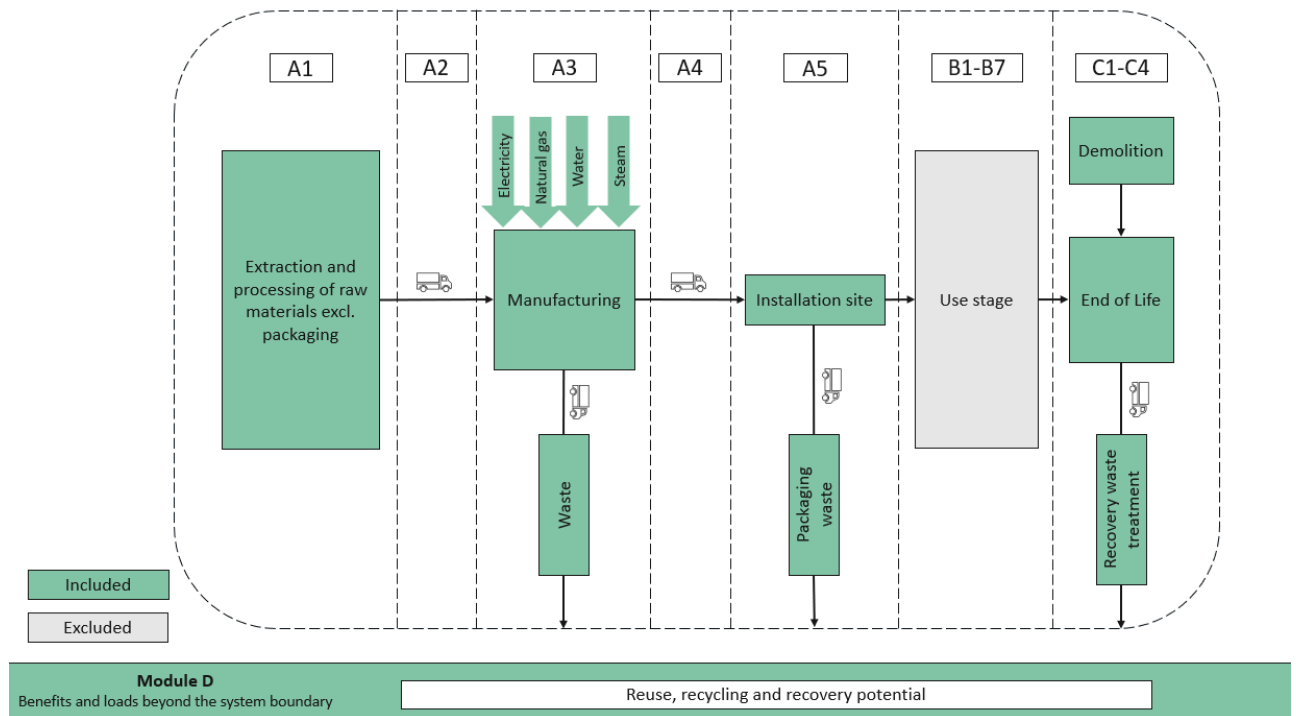 A1
A2
A3
A4
A5
B1-B7
C1-C4
Electricity
Natural gas
Water
Steam
Demolition
Extraction and
processing of raw
materials excl.
packaging
Manufacturing
Installation site
Use stage
End of Life
Waste
Packaging
waste
Recovery waste
treatment
Included
Excluded
Module D
Benefits and loads beyond the system boundary
Reuse, recycling and recovery potential